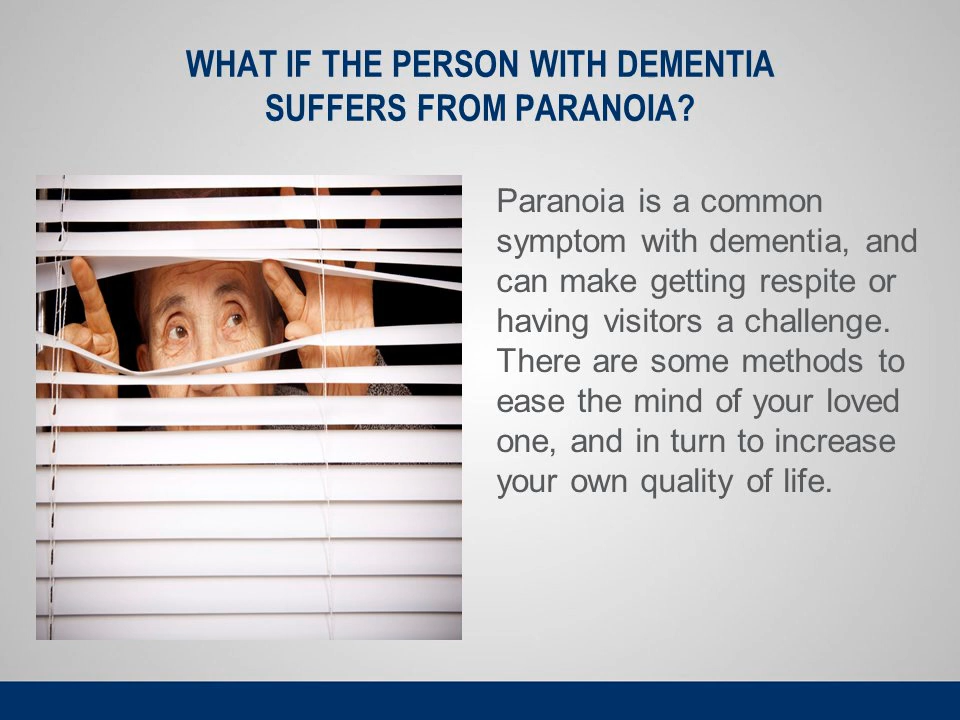 WHAT IF THE PERSON WITH DEMENTIA
SUFFERS FROM PARANOIA?
Paranoia is a common
symptom with dementia, and
can make getting respite or
having visitors a challenge.
There are some methods to
ease the mind of your loved
one, and in turn to increase
your own quality of life.